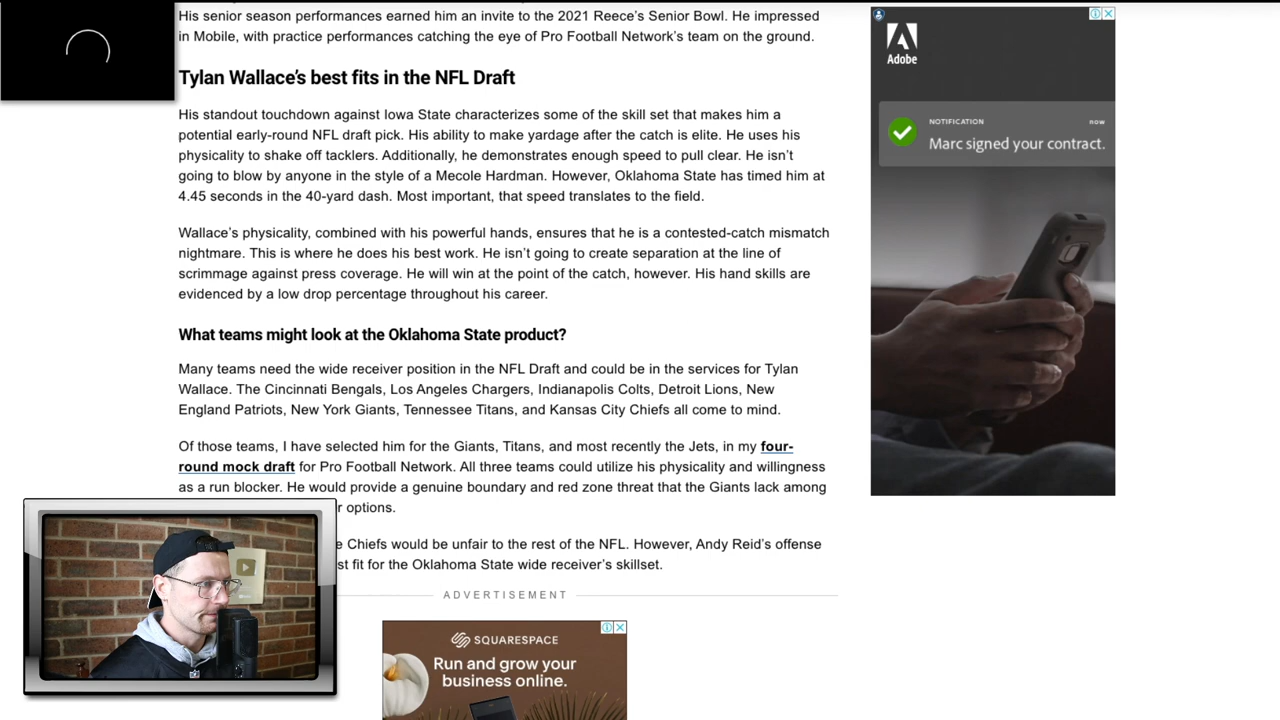 His senior season performances earned him an invite to the 2021 Reece's Senior Bowl. He impressed
in Mobile, with practice performances catching the eye of Pro Football Network's team on the ground.
Tylan Wallace's best fits in the NFL Draft
His standout touchdown against Iowa State characterizes some of the skill set that makes him a
potential early-round NFL draft pick. His ability to make yardage after the catch is elite. He uses his
physicality to shake off tacklers. Additionally, he demonstrates enough speed to pull clear. He isn't
going to blow by anyone in the style of a Mecole Hardman. However, Oklahoma State has timed him at
4.45 seconds in the 40-yard dash. Most important, that speed translates to the field.
Wallace's physicality, combined with his powerful hands, ensures that he is a contested-catch mismatch
nightmare. This is where he does his best work. He isn't going to create separation at the line of
scrimmage against press coverage. He will win at the point of the catch, however. His hand skills are
evidenced by a low drop percentage throughout his career.
What teams might look at the Oklahoma State product?
Many teams need the wide receiver position in the NFL Draft and could be in the services for Tylan
Wallace. The Cincinnati Bengals, Los Angeles Chargers, Indianapolis Colts, Detroit Lions, New
England Patriots, New York Giants, Tennessee Titans, and Kansas City Chiefs all come to mind.
Of those teams, I have selected him for the Giants, Titans, and most recently the Jets, in my four-
round mock draft for Pro Football Network. All three teams could utilize his physicality and willingness
as a run blocker. He would provide a genuine boundary and red zone threat that the Giants lack among
r options.
e Chiefs would be unfair to the rest of the NFL. However, Andy Reid's offense
st fit for the Oklahoma State wide receiver's skillset.
ADVERTISEMENT
SQUARESPACE
Run and grow your
business online.
Adobe
NOTIFICATION now
Marc signed your contract.